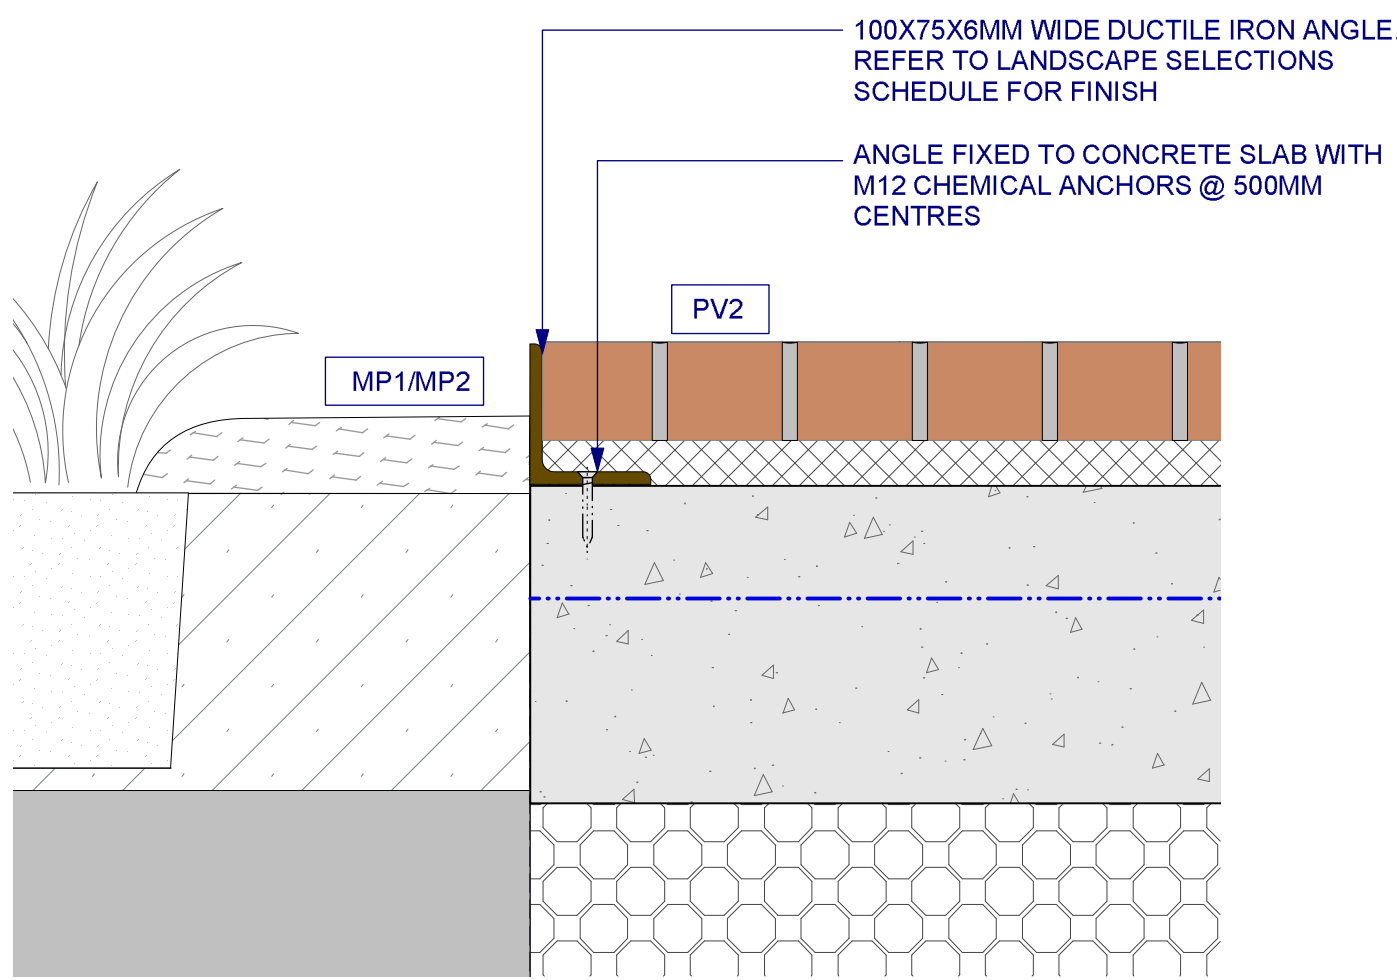 100X75X6MM WIDE DUCTILE IRON ANGLE.
REFER TO LANDSCAPE SELECTIONS
SCHEDULE FOR FINISH
ANGLE FIXED TO CONCRETE SLAB WITH
M12 CHEMICAL ANCHORS @ 500MM
CENTRES
PV2
MP1/MP2